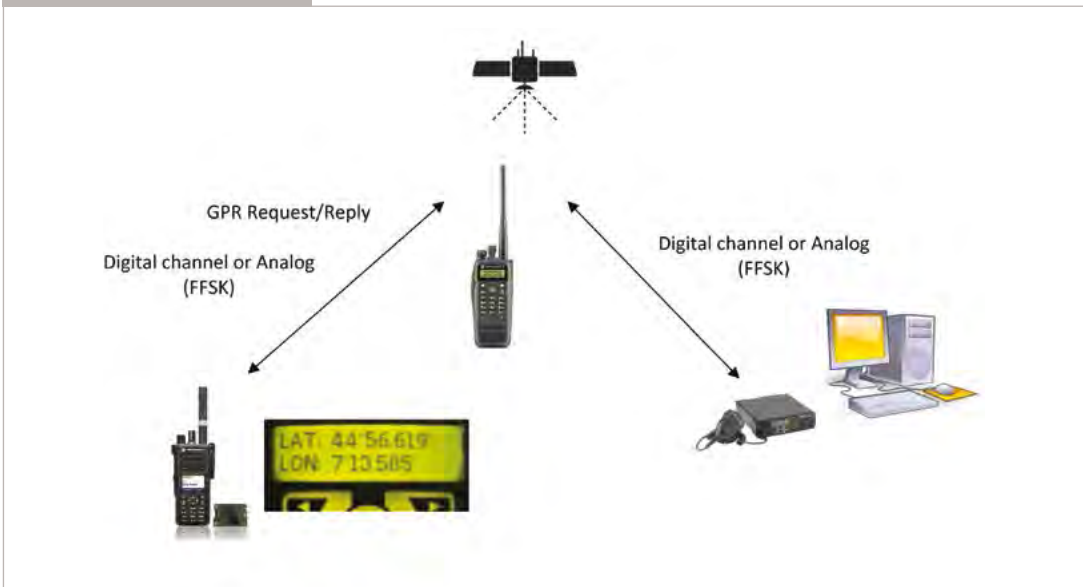 GPR Request/Reply
Digital channel or Analog
(FFSK)
Digital channel or Analog
(FFSK)
LAT: 44'56.619'
LON: 7'13.585'